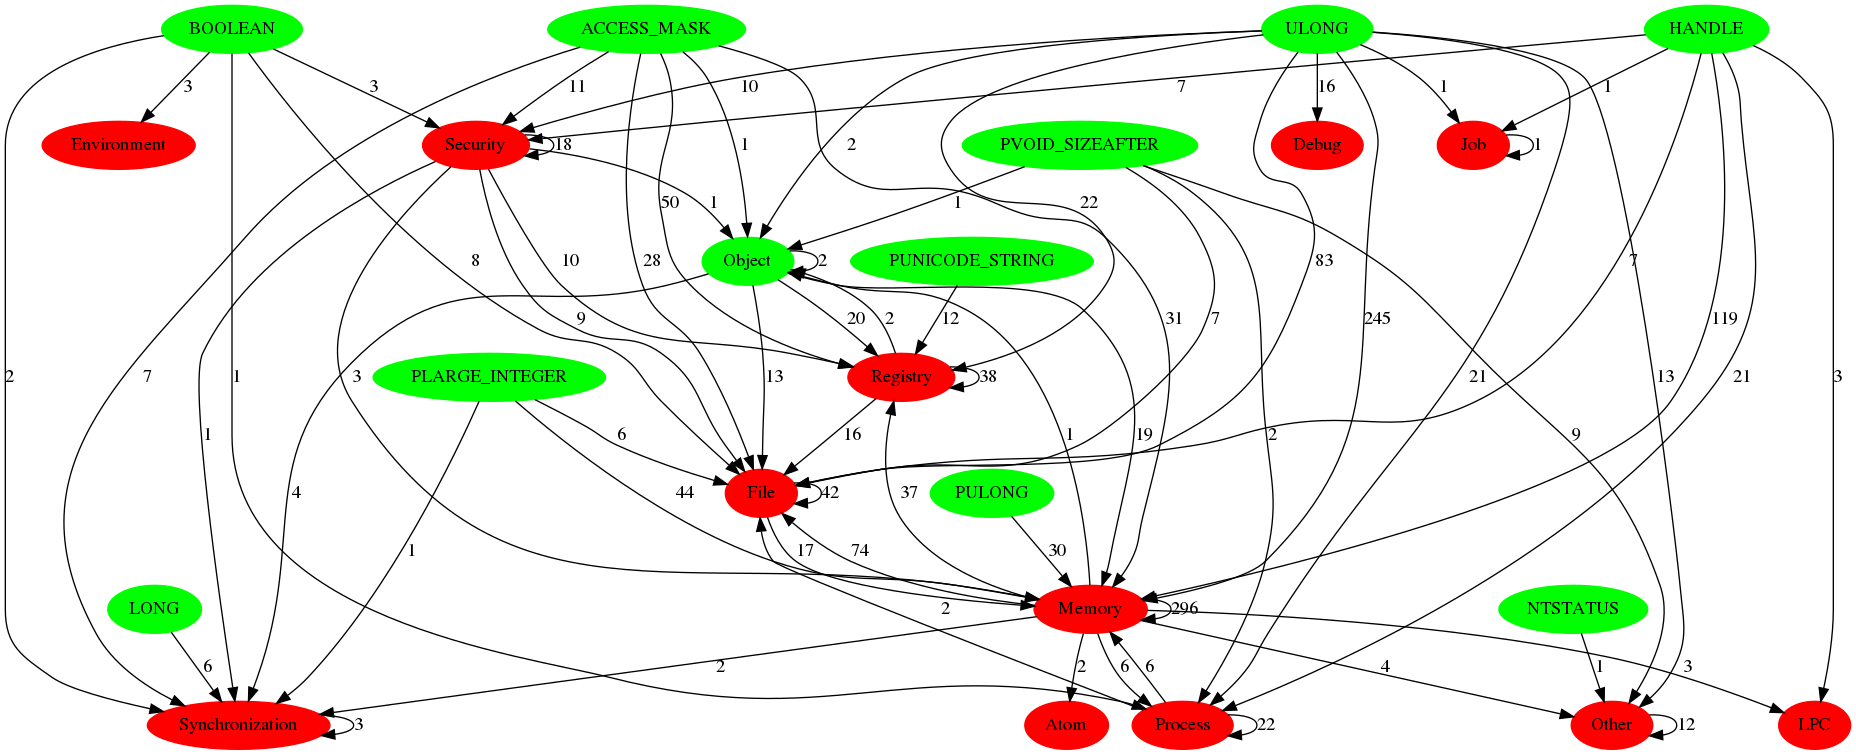 BOOLEAN
ACCESS_MASK
ULONG
HANDLE
3
3
11
10
7
16
1
1
Environment
Security
18
1
2
PVOID_SIZEAFTER
Debug
Job
1
50
1
1
22
8
28
10
Object
2
PUNICODE_STRING
83
7
9
20
2
12
7
31
245
119
2
7
1
3
PLARGE_INTEGER
13
Registry
38
21
13
21
3
1
6
16
1
19
2
9
4
44
File
42
37
PULONG
1
17
74
30
LONG
2
Memory
296
NTSTATUS
6
2
2
6
6
4
1
3
Synchronization
3
Atom
Process
22
Other
12
LPC